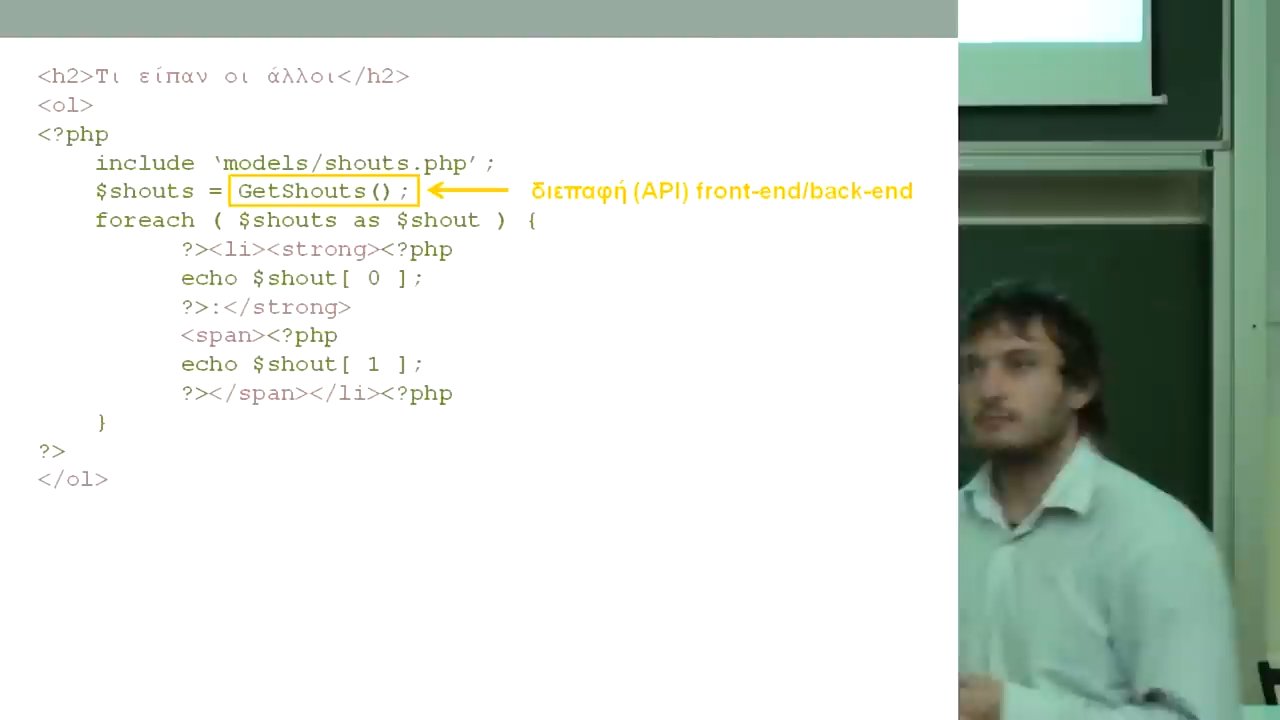 <h2>Τι είπαν οι άλλοι</h2>
<ol>
<?php
include ‘models/shouts.php’;
$shouts = GetShouts();
διεπαφή (API) front-end/back-end
foreach ( $shouts as $shout ) {
?><li><strong><?php
echo $shout[ 0 ];
?>:</strong>
<span><?php
echo $shout[ 1 ];
?></span></li><?php
}
?>
</ol>